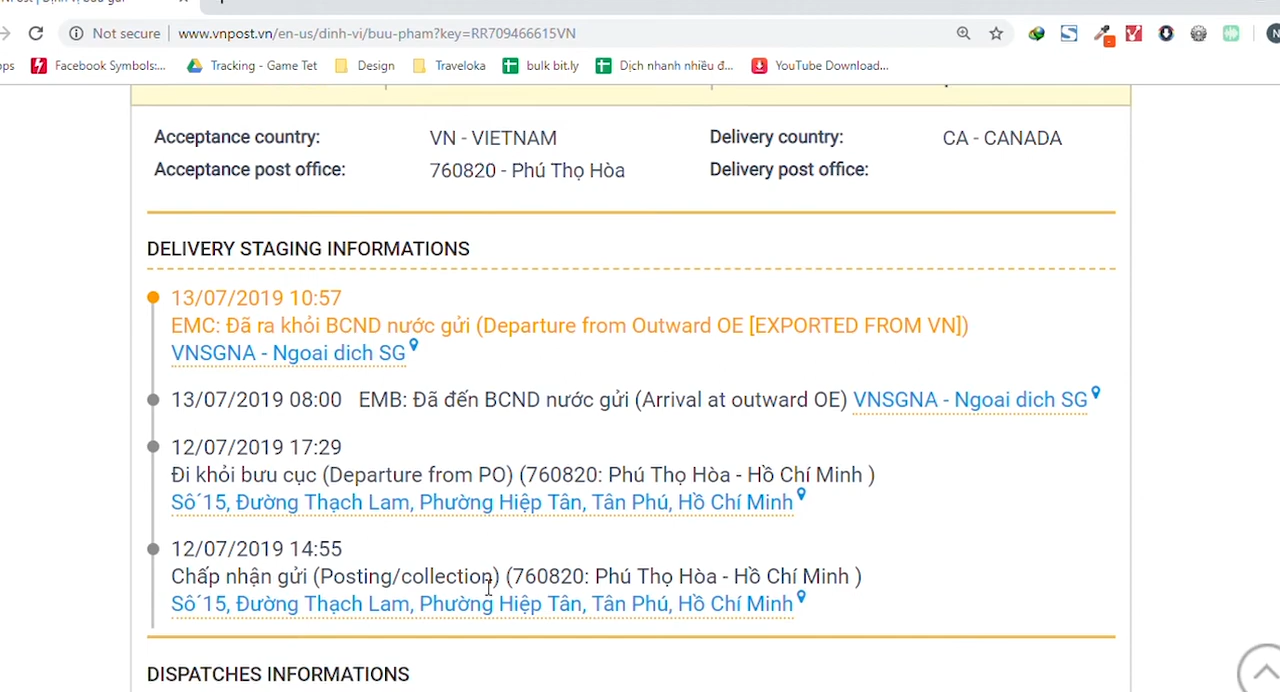 Not secure
www.vnpost.vn/en-us/dinh-vi/buu-pham?key=RR709466615VN
Facebook Symbols:...
Tracking - Game Tet
Design
Traveloka
bulk bit.ly
Dịch nhanh nhiều đ...
YouTube Download...
Acceptance country: VN - VIETNAM Delivery country: CA - CANADA
Acceptance post office: 760820 - Phú Thọ Hòa Delivery post office:
DELIVERY STAGING INFORMATIONS
13/07/2019 10:57
EMC: Đã ra khỏi BCND nước gửi (Departure from Outward OE [EXPORTED FROM VN])
VNSGNA - Ngoai dich SG
13/07/2019 08:00 EMB: Đã đến BCND nước gửi (Arrival at outward OE) VNSGNA - Ngoai dich SG
12/07/2019 17:29
Đi khỏi bưu cục (Departure from PO) (760820: Phú Thọ Hòa - Hồ Chí Minh )
Sô´15, Đường Thạch Lam, Phường Hiệp Tân, Tân Phú, Hồ Chí Minh
12/07/2019 14:55
Chấp nhận gửi (Posting/collection) (760820: Phú Thọ Hòa - Hồ Chí Minh )
Sô´15, Đường Thạch Lam, Phường Hiệp Tân, Tân Phú, Hồ Chí Minh
DISPATCHES INFORMATIONS